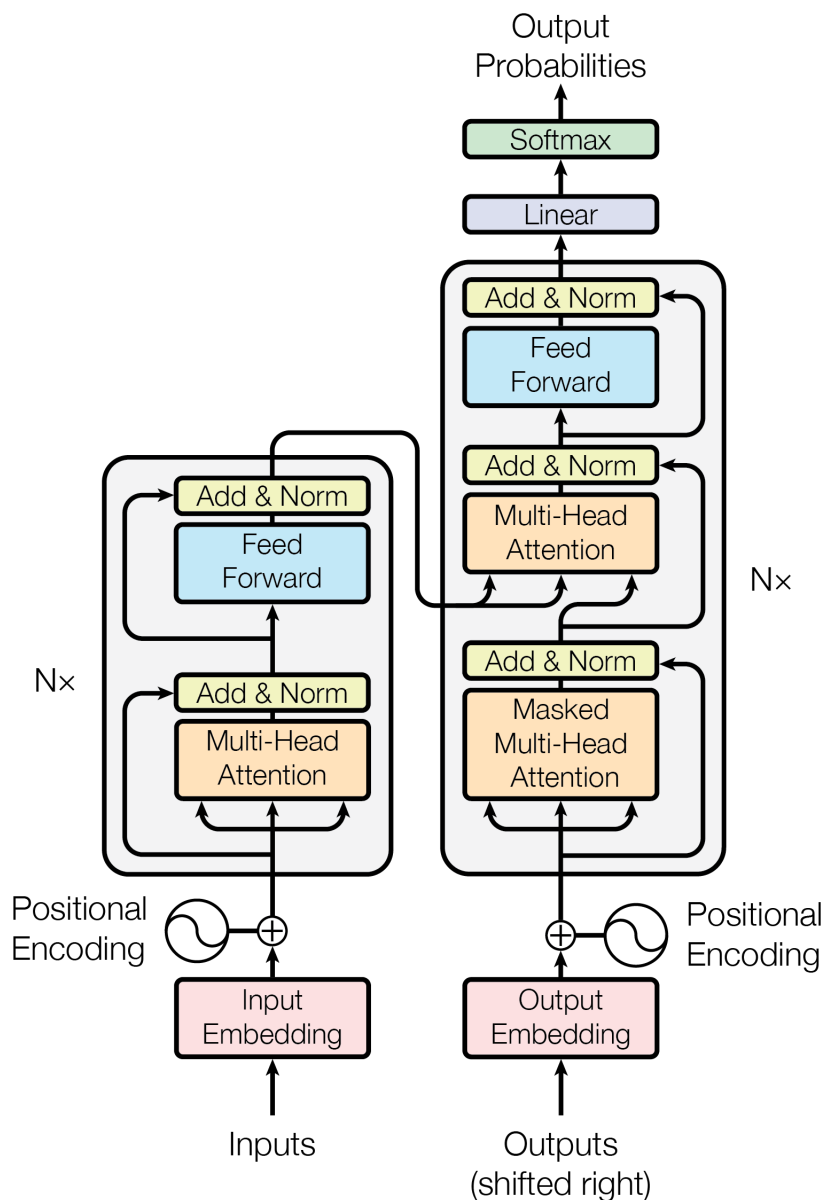 Output
Probabilities
Softmax
Linear
Add & Norm
Feed
Forward
Add & Norm
Multi-Head
Attention
Nx
Add & Norm
Masked
Multi-Head
Attention
Add & Norm
Feed
Forward
Nx
Add & Norm
Multi-Head
Attention
Positional
Encoding
Positional
Encoding
Input
Embedding
Output
Embedding
Inputs
Outputs
(shifted right)